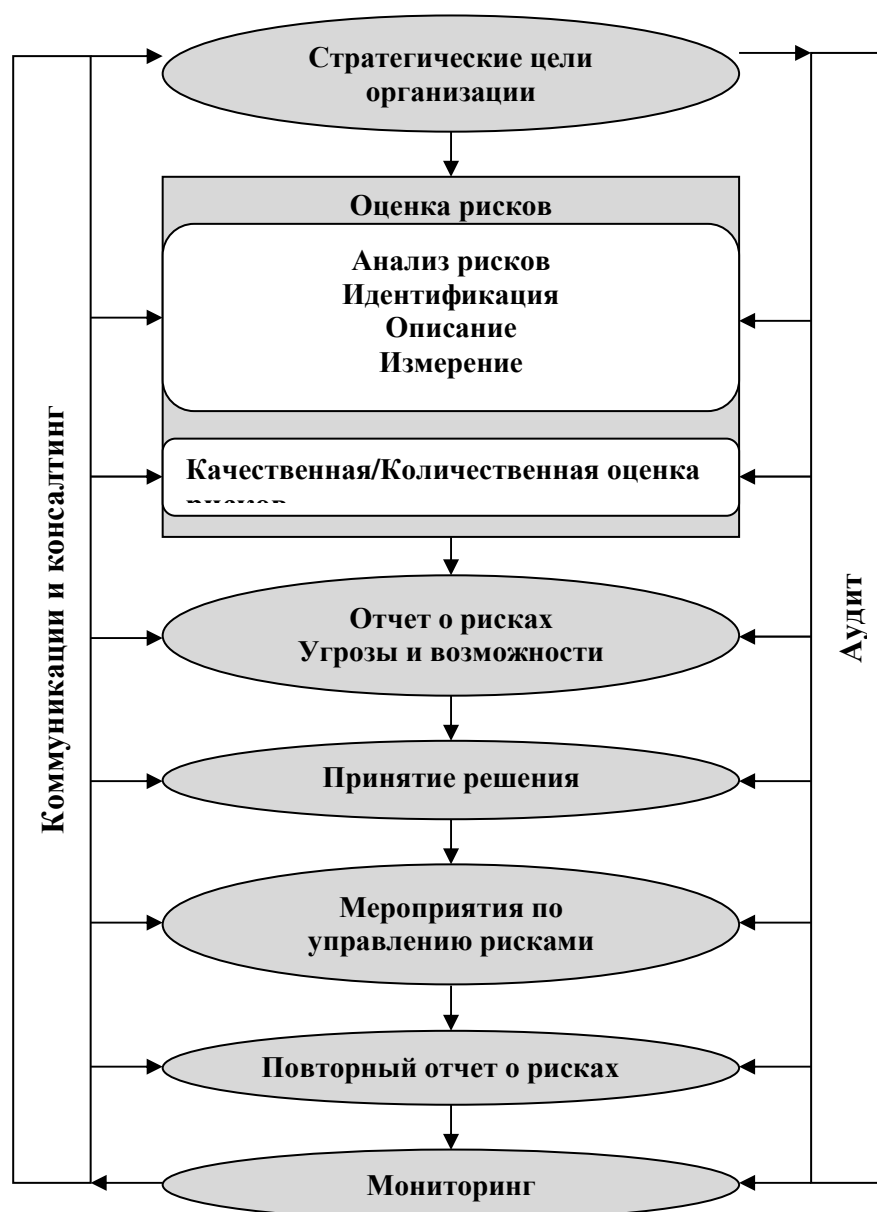 Стратегические цели
организации
Оценка рисков
Анализ рисков
Идентификация
Описание
Измерение
Качественная/Количественная оценка
Отчет о рисках
Угрозы и возможности
Принятие решения
Мероприятия по
управлению рисками
Повторный отчет о рисках
Мониторинг
Коммуникации и консалтинг
Аудит